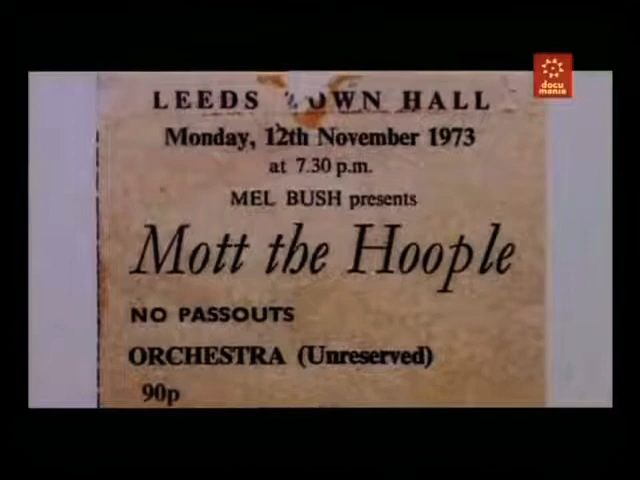 docu
mania
LEEDS TOWN HALL
Monday, 12th November 1973
at 7.30 p.m.
MEL BUSH presents
Mott the Hoople
NO PASSOUTS
ORCHESTRA (Unreserved)
90p